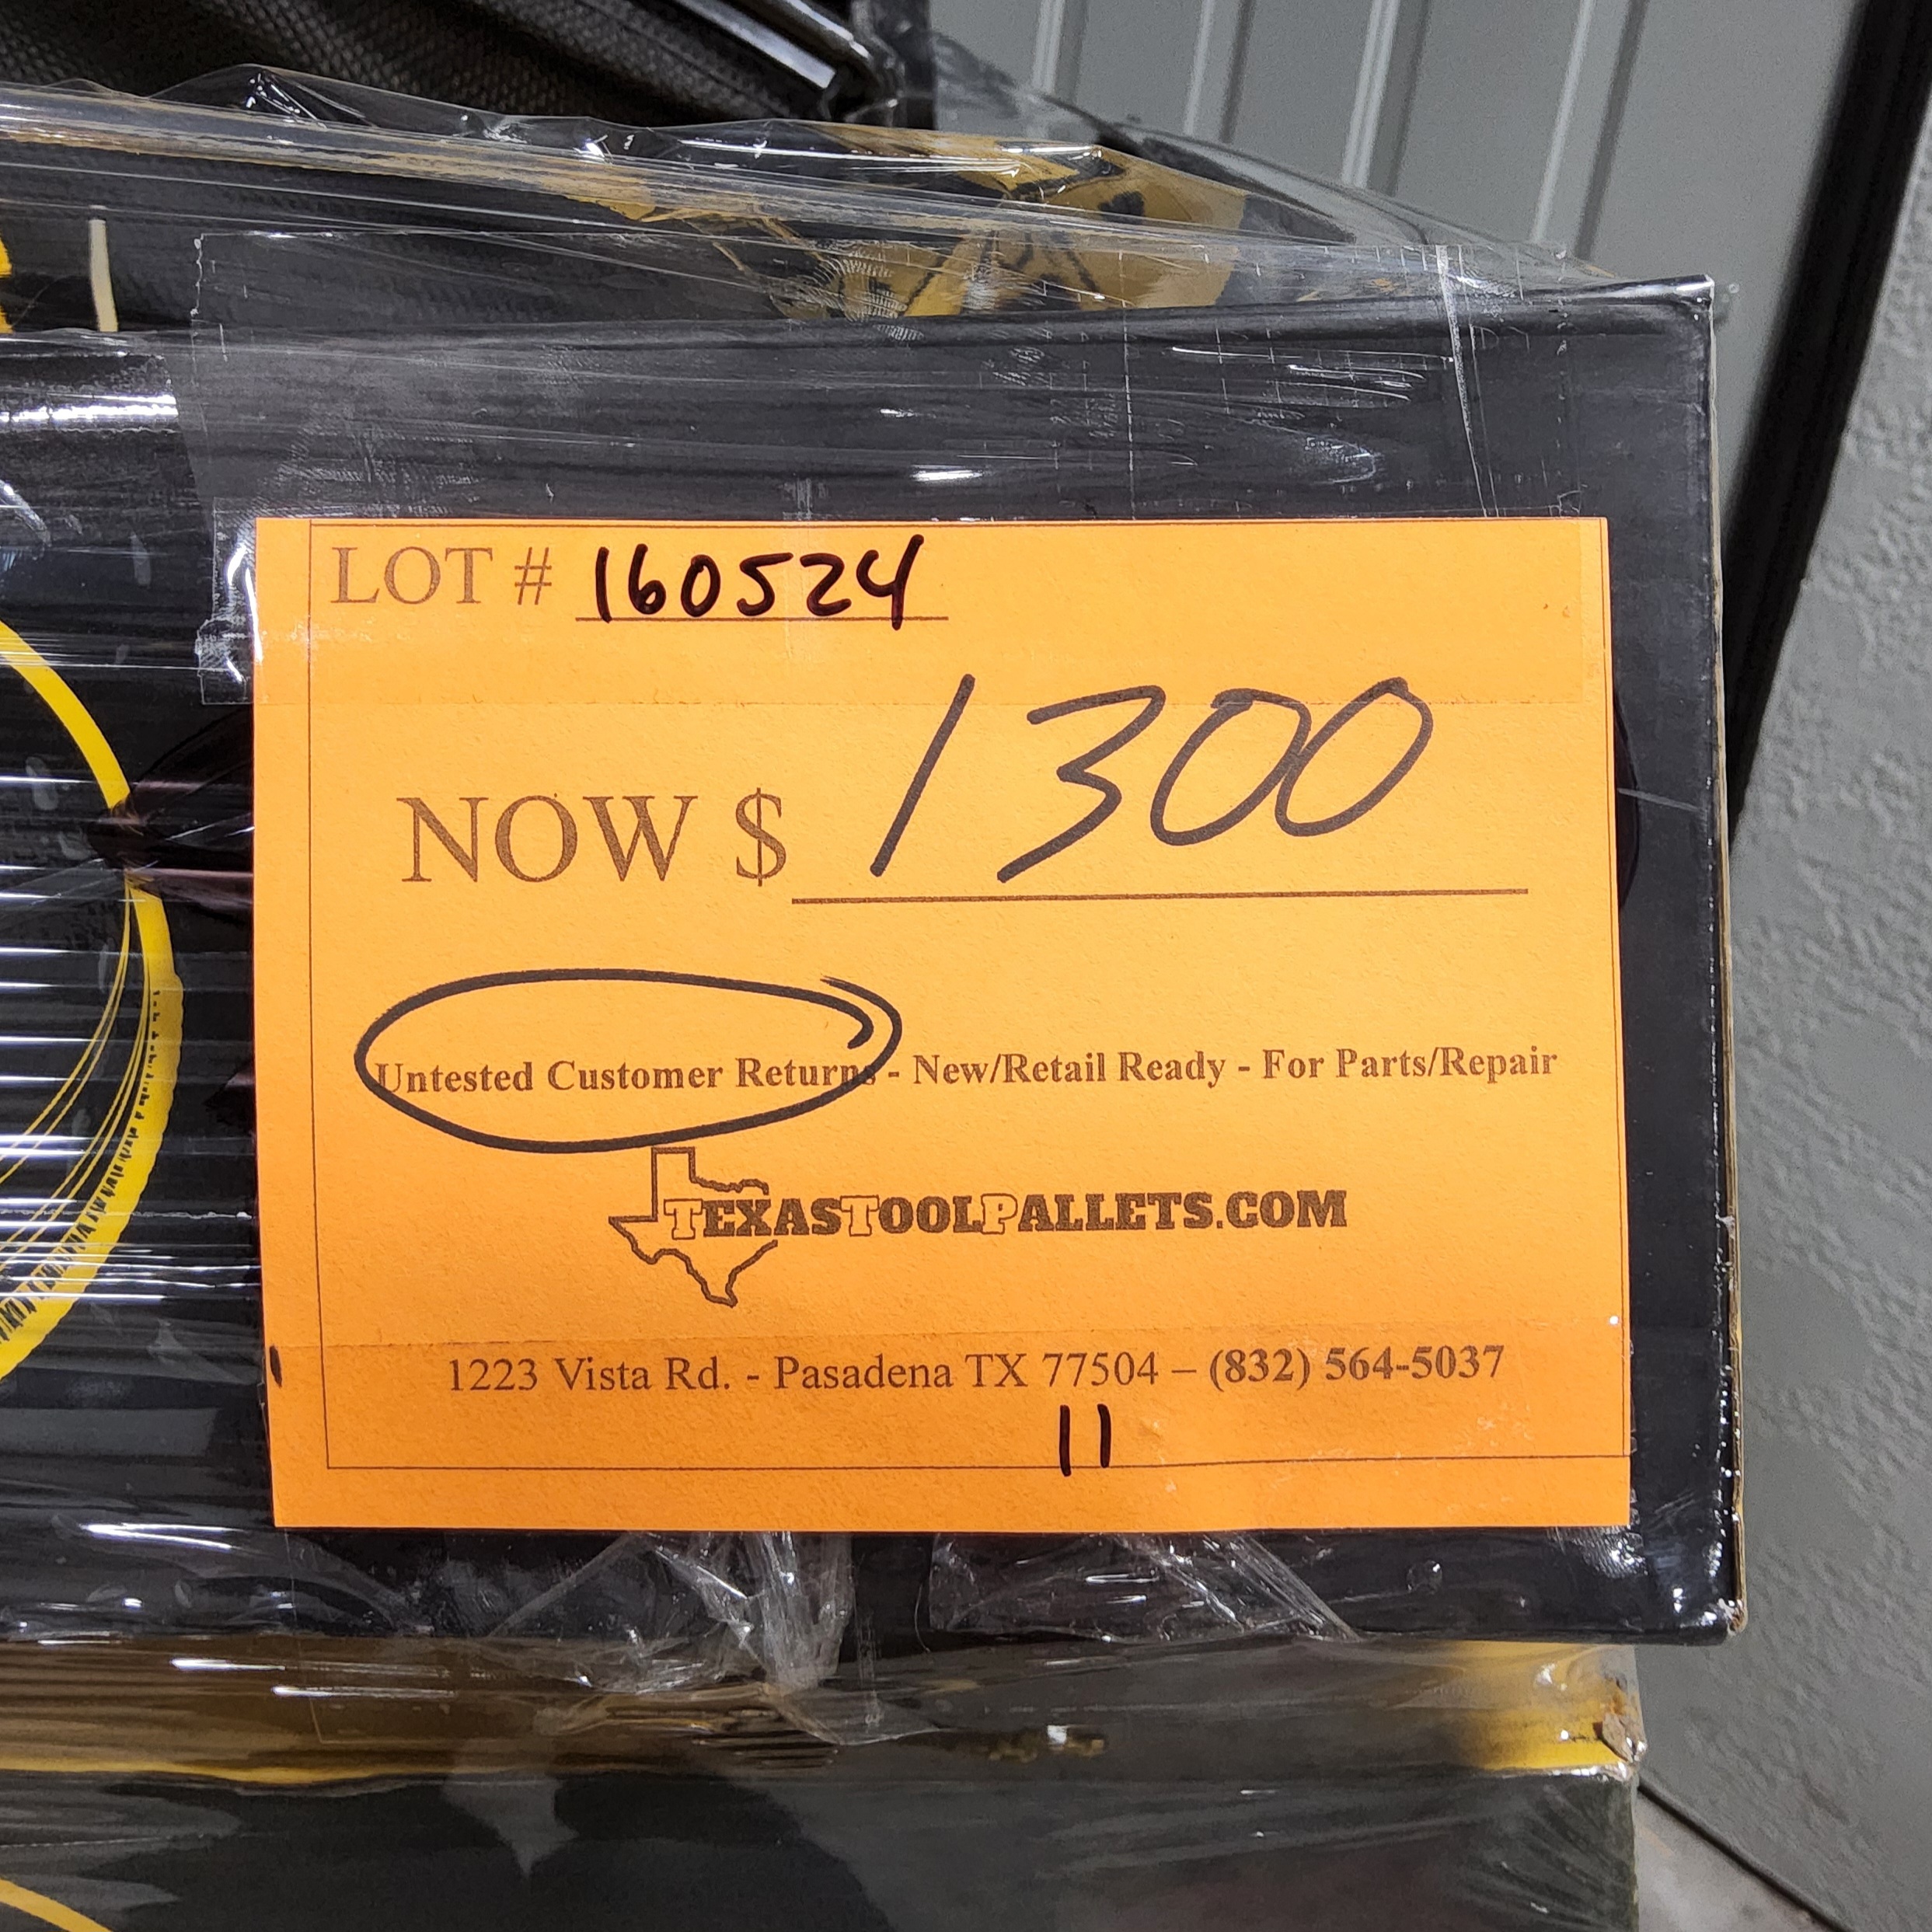 LOT # 160524
NOW $ 1300
Untested Customer Returns - New/Retail Ready - For Parts/Repair
TEXASTOOLPALLETS.COM
1223 Vista Rd. - Pasadena TX 77504 – (832) 564-5037
11